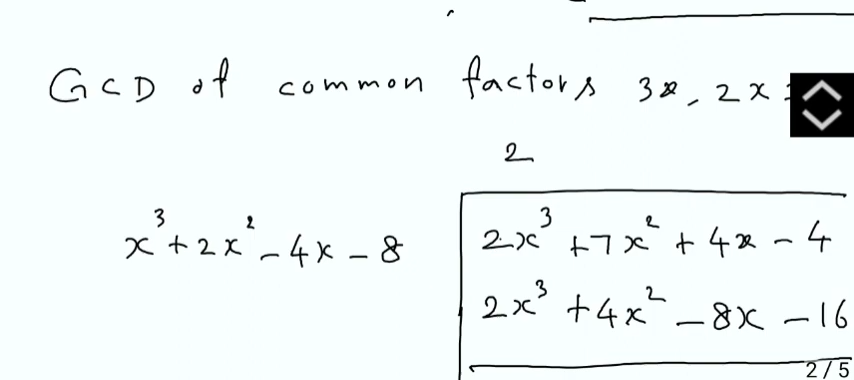 GCD of common factors 3x, 2x
2
x³ + 2x² - 4x - 8 2x³ + 7x² + 4x - 4
2x³ + 4x² - 8x - 16
2/5